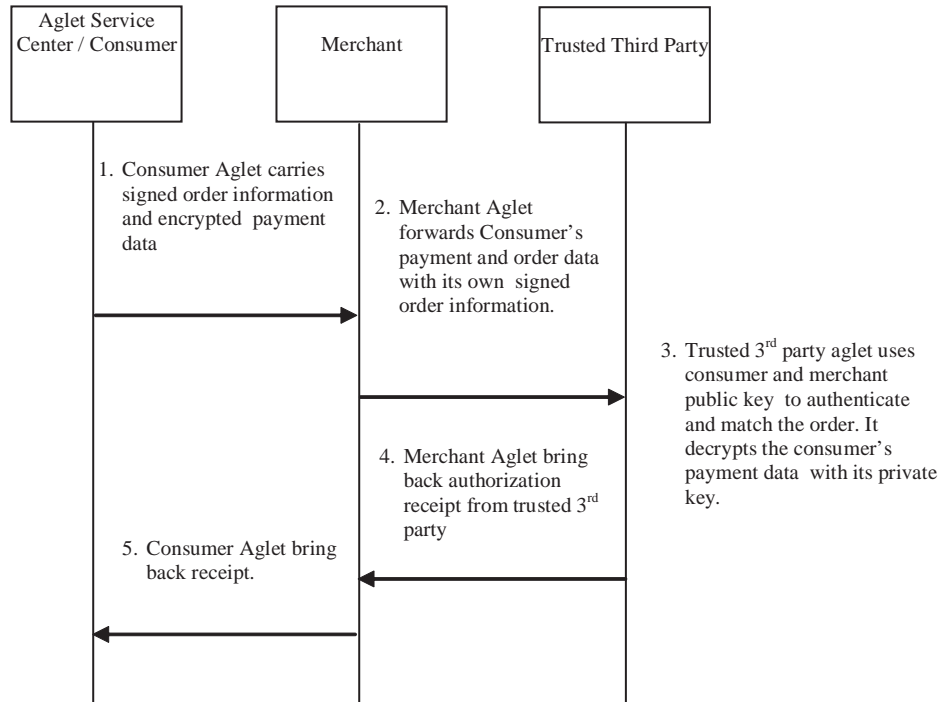 Aglet Service
Center / Consumer
Merchant
Trusted Third Party
1. Consumer Aglet carries
signed order information
and encrypted payment
data
2. Merchant Aglet
forwards Consumer's
payment and order data
with its own signed
order information.
3. Trusted 3rd party aglet uses
consumer and merchant
public key to authenticate
and match the order. It
decrypts the consumer's
payment data with its private
key.
4. Merchant Aglet bring
back authorization
receipt from trusted 3rd
party
5. Consumer Aglet bring
back receipt.